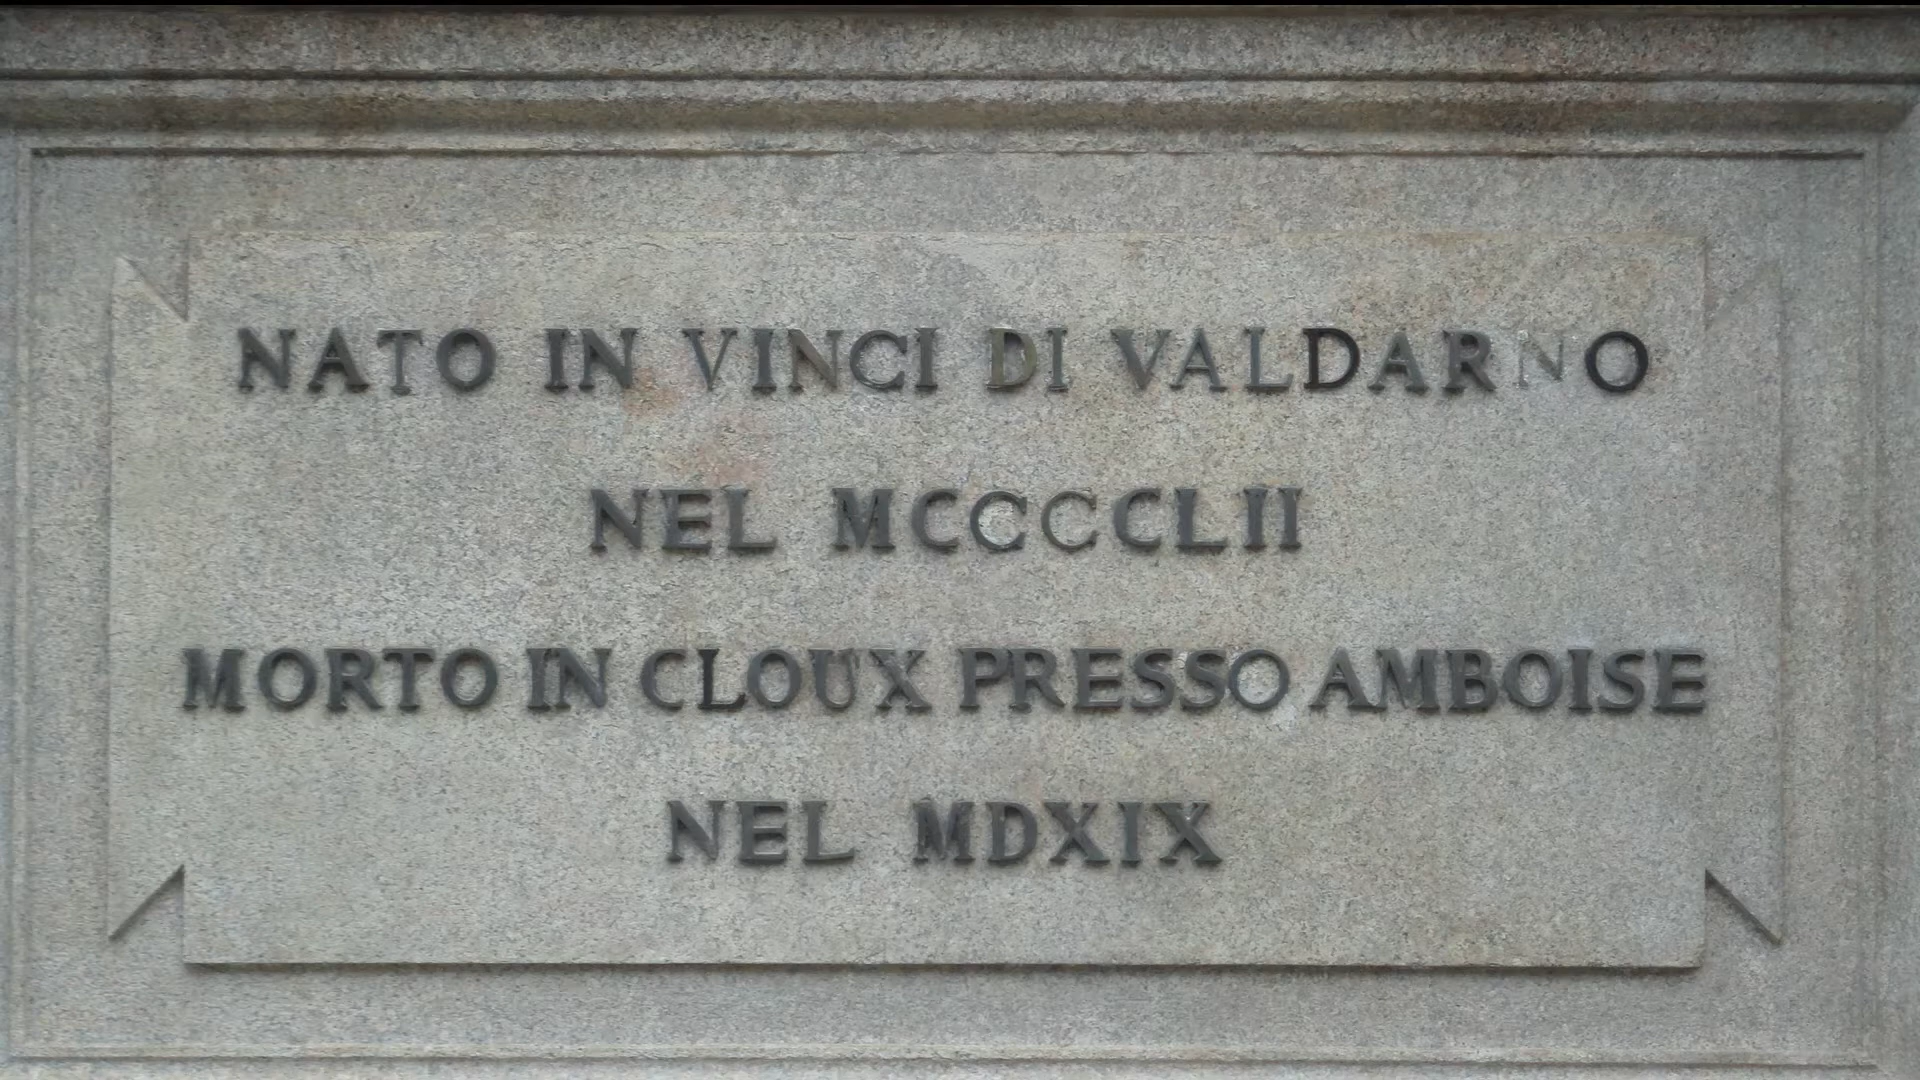 NATO IN VINCI DI VALDARNO
NEL MCCCCLII
MORTO IN CLOUX PRESSO AMBOISE
NEL MDXIX